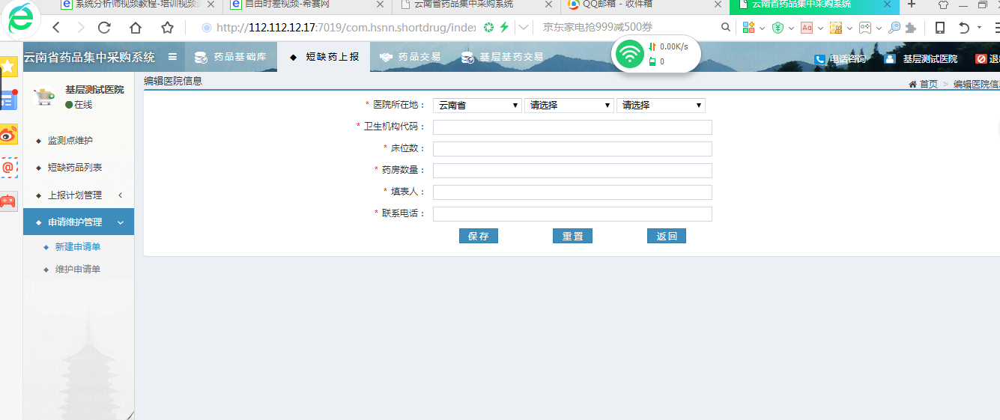 系统分析师视频教程-培训视频
自由时差视频-希赛网
云南省药品集中采购系统
QQ邮箱 - 收件箱
云南省药品集中采购系统
http://112.112.12.17:7019/com.hsnn.shortdrug/index
京东家电抢999减500券
云南省药品集中采购系统
药品基础库
短缺药上报
药品交易
基层基药交易
0.00K/s
0
电话咨询
基层测试医院
退
基层测试医院
在线
编辑医院信息
首页 > 编辑医院信息
监测点维护
短缺药品列表
上报计划管理
申请维护管理
新建申请单
维护申请单
* 医院所在地： 云南省 请选择 请选择
* 卫生机构代码：
* 床位数：
* 药房数量：
* 填表人：
* 联系电话：
保存 重置 返回